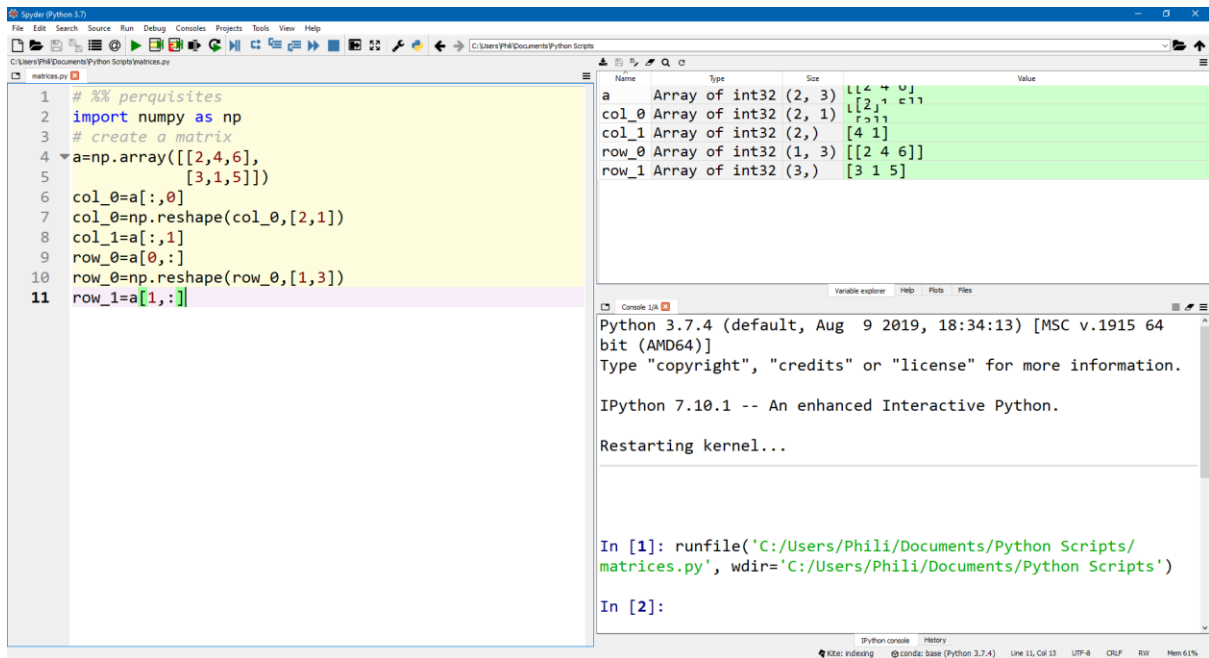 Spyder (Python 3.7)
File Edit Search Source Run Debug Consoles Projects Tools View Help
C:\Users\Phili\Documents\Python Scripts
C:\Users\Phili\Documents\Python Scripts\matrices.py
matrices.py
1 # %% perquisites
2 import numpy as np
3 # create a matrix
4 a=np.array([[2,4,6],
5 [3,1,5]])
6 col_0=a[:,0]
7 col_0=np.reshape(col_0,[2,1])
8 col_1=a[:,1]
9 row_0=a[0,:]
10 row_0=np.reshape(row_0,[1,3])
11 row_1=a[1,:]
Name Type Size Value
a Array of int32 (2, 3)
col_0 Array of int32 (2, 1) [[2]
col_1 Array of int32 (2,) [4 1]
row_0 Array of int32 (1, 3) [[2 4 6]]
row_1 Array of int32 (3,) [3 1 5]
Variable explorer Help Plots Files
Console 1/A
Python 3.7.4 (default, Aug 9 2019, 18:34:13) [MSC v.1915 64
bit (AMD64)]
Type "copyright", "credits" or "license" for more information.
IPython 7.10.1 -- An enhanced Interactive Python.
Restarting kernel...
In [1]: runfile('C:/Users/Phili/Documents/Python Scripts/
matrices.py', wdir='C:/Users/Phili/Documents/Python Scripts')
In [2]:
IPython console History
Kite: indexing conda: base (Python 3.7.4) Line 11, Col 13 UTF-8 CRLF RW Mem 61%